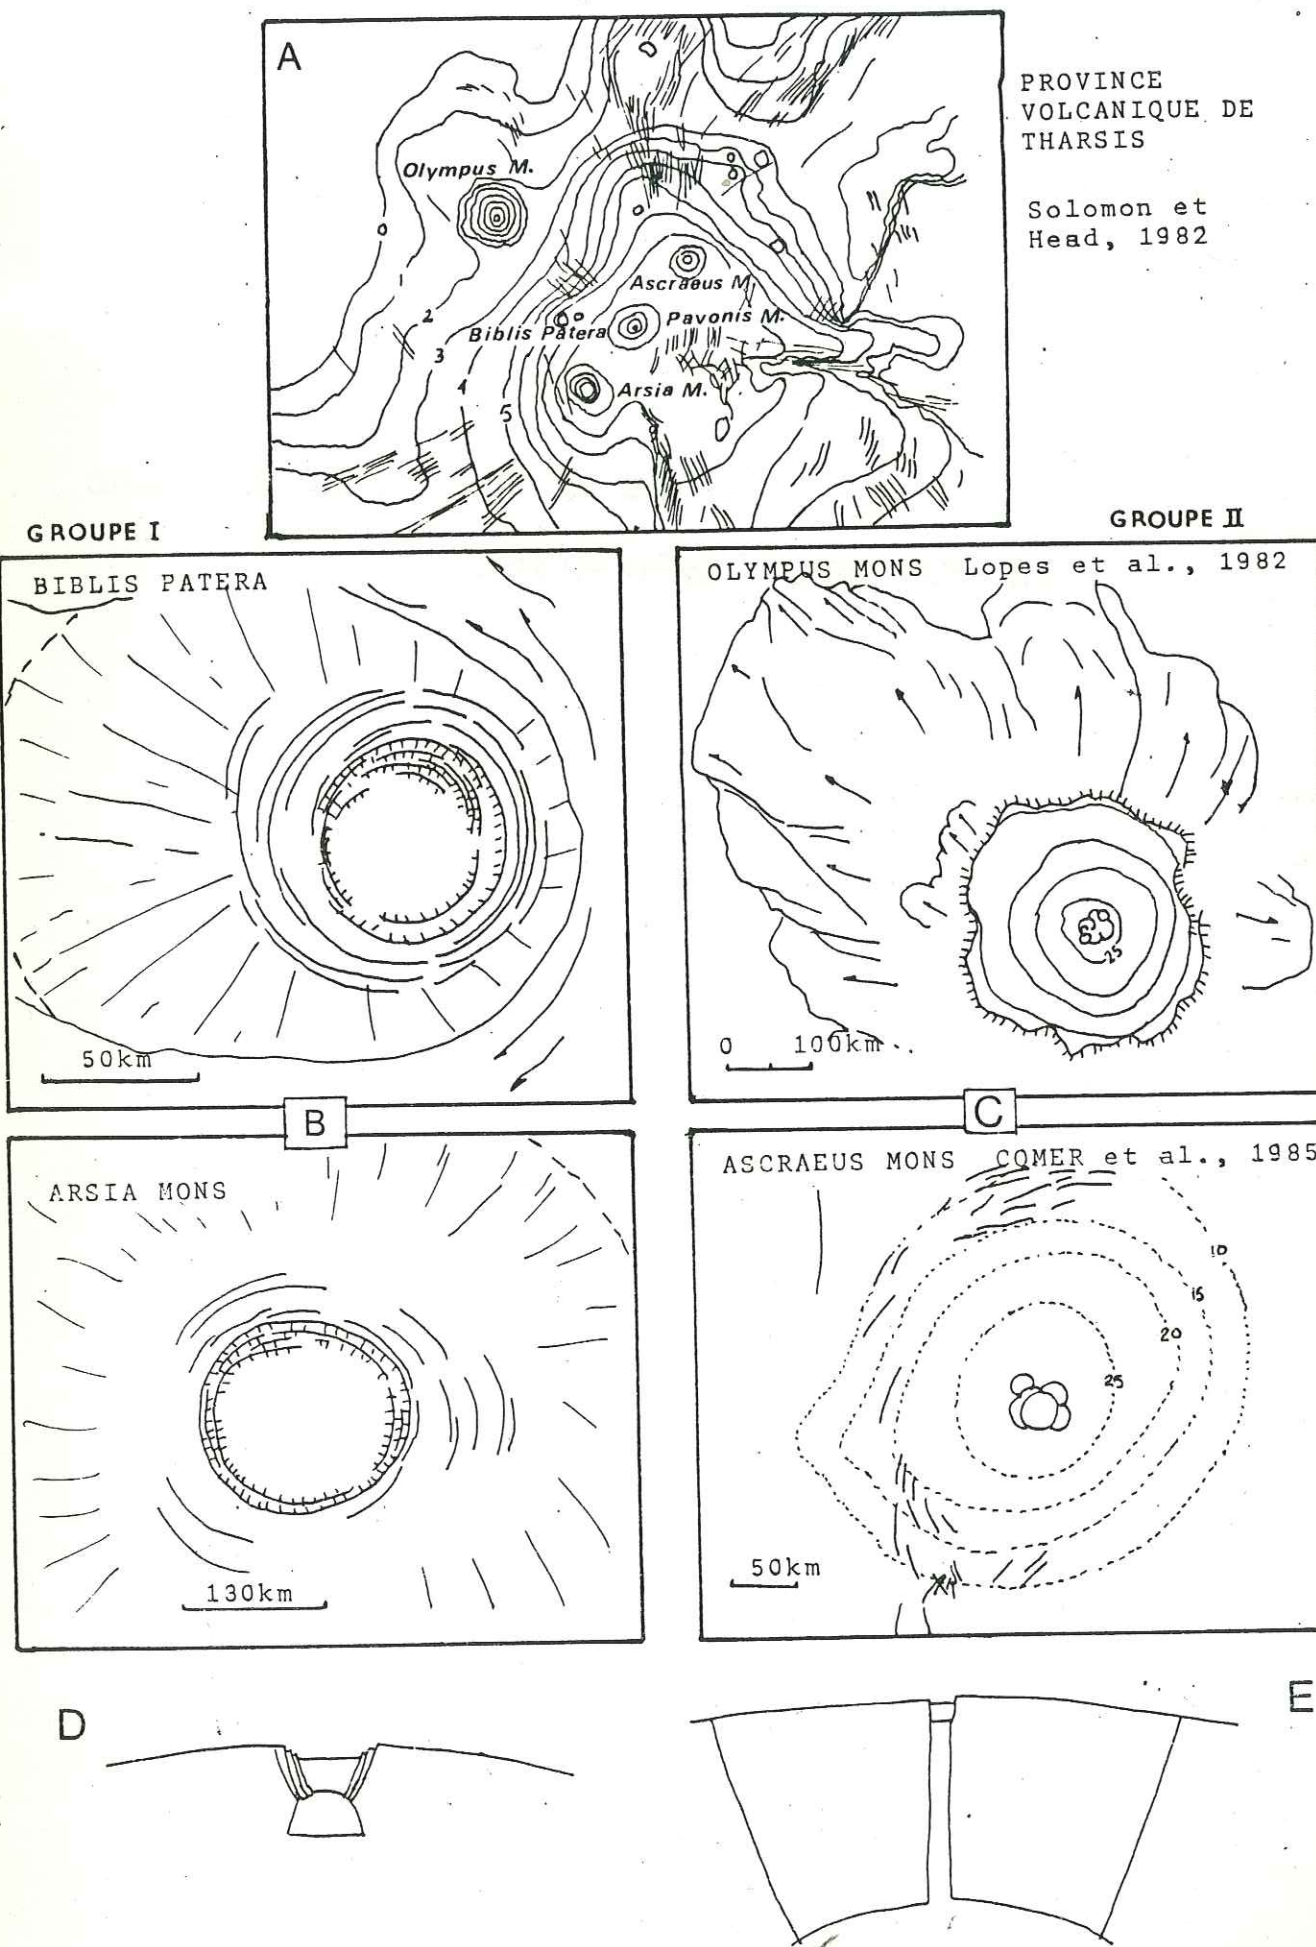 A
PROVINCE
VOLCANIQUE DE
THARSIS
Solomon et
Head, 1982
Olympus M.
0
1
2
3
4
5
Ascraeus M.
Biblis Patera
Pavonis M.
Arsia M.
GROUPE I
GROUPE II
BIBLIS PATERA
50km
OLYMPUS MONS Lopes et al., 1982
25
0 100km
B
C
ARSIA MONS
130km
ASCRAEUS MONS COMER et al., 1985
10
15
20
25
50km
D
E